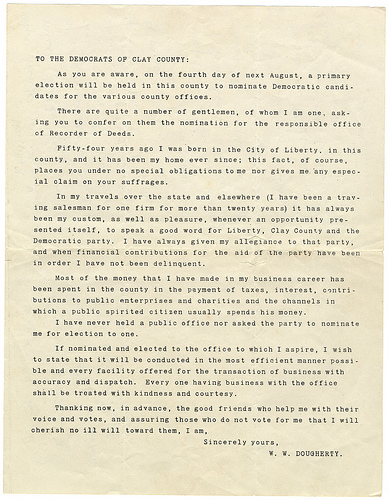 TO THE DEMOCRATS OF CLAY COUNTY:
As you are aware, on the fourth day of next August, a primary
election will be held in this county to nominate Democratic candi-
dates for the various county offices.
There are quite a number of gentlemen, of whom I am one, ask-
ing you to confer on them the nomination for the responsible office
of Recorder of Deeds.
Fifty-four years ago I was born in the City of Liberty, in this
county, and it has been my home ever since; this fact, of course,
places you under no special obligations to me nor gives me any espec-
ial claim on your suffrages.
In my travels over the state and elsewhere (I have been a trav-
ing salesman for one firm for more than twenty years) it has always
been my custom, as well as pleasure, whenever an opportunity pre-
sented itself, to speak a good word for Liberty, Clay County and the
Democratic party. I have always given my allegiance to that party,
and when financial contributions for the aid of the party have been
in order I have not been delinquent.
Most of the money that I have made in my business career has
been spent in the county in the payment of taxes, interest, contri-
butions to public enterprises and charities and the channels in
which a public spirited citizen usually spends his money.
I have never held a public office nor asked the party to nominate
me for election to one.
If nominated and elected to the office to which I aspire, I wish
to state that it will be conducted in the most efficient manner possi-
ble and every facility offered for the transaction of business with
accuracy and dispatch. Every one having business with the office
shall be treated with kindness and courtesy.
Thanking now, in advance, the good friends who help me with their
voice and votes, and assuring those who do not vote for me that I will
cherish no ill will toward them, I am,
Sincerely yours,
W. W. DOUGHERTY.